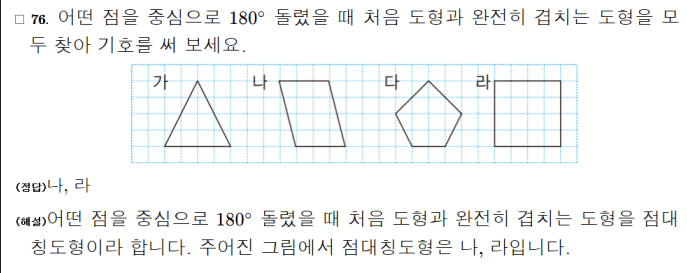 □ 76. 어떤 점을 중심으로 180° 돌렸을 때 처음 도형과 완전히 겹치는 도형을 모
두 찾아 기호를 써 보세요.
가 나 다 라
(정답)나, 라
(해설)어떤 점을 중심으로 180° 돌렸을 때 처음 도형과 완전히 겹치는 도형을 점대
칭도형이라 합니다. 주어진 그림에서 점대칭도형은 나, 라입니다.